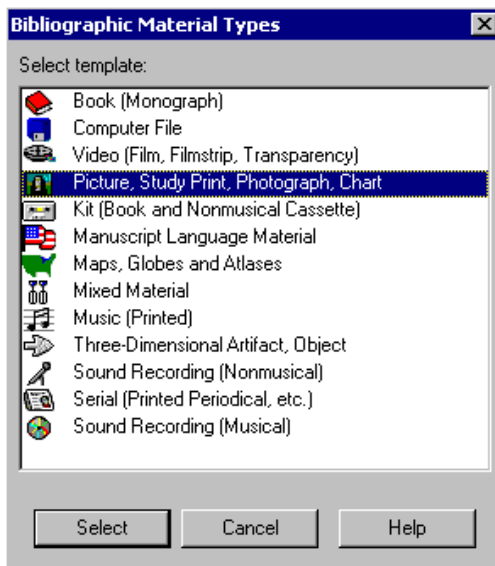 Bibliographic Material Types
Select template:
Book (Monograph)
Computer File
Video (Film, Filmstrip, Transparency)
Picture, Study Print, Photograph, Chart
Kit (Book and Nonmusical Cassette)
Manuscript Language Material
Maps, Globes and Atlases
Mixed Material
Music (Printed)
Three-Dimensional Artifact, Object
Sound Recording (Nonmusical)
Serial (Printed Periodical, etc.)
Sound Recording (Musical)
Select Cancel Help